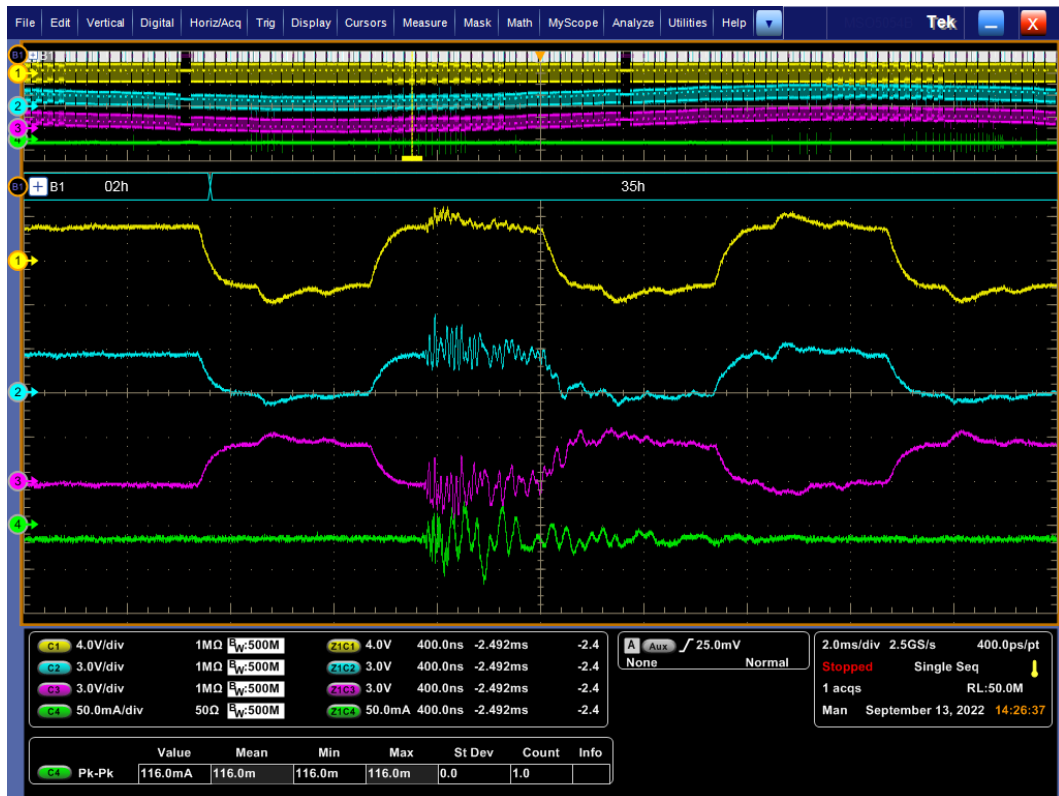 File Edit Vertical Digital Horiz/Acq Trig Display Cursors Measure Mask Math MyScope Analyze Utilities Help Tek X
B1 B1
1
2
3
4
B1 + B1 02h 35h
1
2
3
4
C1 4.0V/div 1MΩ BW:500M Z1C1 4.0V 400.0ns -2.492ms -2.4
C2 3.0V/div 1MΩ BW:500M Z1C2 3.0V 400.0ns -2.492ms -2.4
C3 3.0V/div 1MΩ BW:500M Z1C3 3.0V 400.0ns -2.492ms -2.4
C4 50.0mA/div 50Ω BW:500M Z1C4 50.0mA 400.0ns -2.492ms -2.4
A Aux 25.0mV
None Normal
2.0ms/div 2.5GS/s 400.0ps/pt
Stopped Single Seq
1 acqs RL:50.0M
Man September 13, 2022 14:26:37
Value Mean Min Max St Dev Count Info
C4 Pk-Pk 116.0mA 116.0m 116.0m 116.0m 0.0 1.0